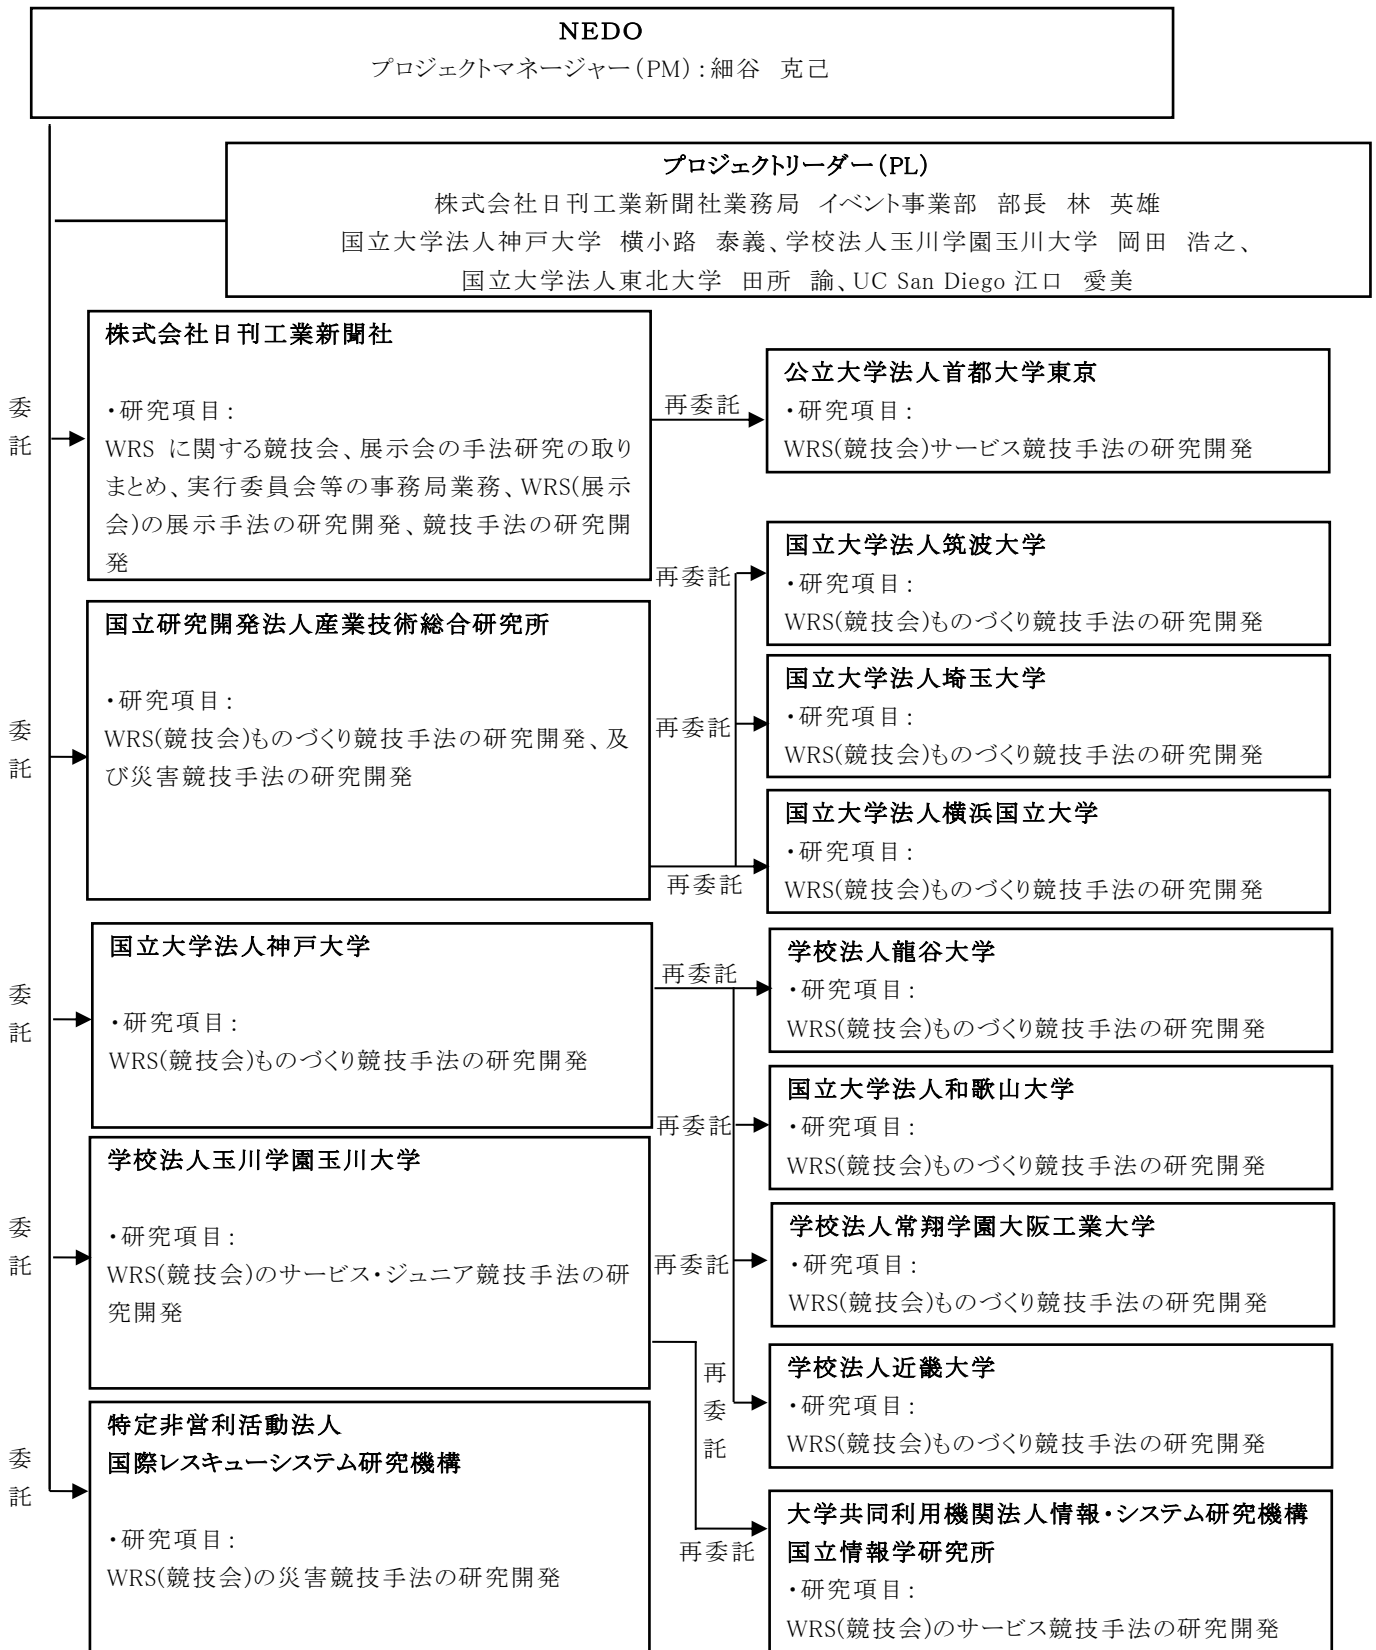 NEDO
プロジェクトマネージャー(PM):細谷 克己
プロジェクトリーダー(PL)
株式会社日刊工業新聞社業務局 イベント事業部 部長 林 英雄
国立大学法人神戸大学 横小路 泰義、学校法人玉川学園玉川大学 岡田 浩之、
国立大学法人東北大学 田所 諭、UC San Diego 江口 愛美
委
託
株式会社日刊工業新聞社
・研究項目:
WRS に関する競技会、展示会の手法研究の取り
まとめ、実行委員会等の事務局業務、WRS(展示
会)の展示手法の研究開発、競技手法の研究開
発
再委託
公立大学法人首都大学東京
・研究項目:
WRS(競技会)サービス競技手法の研究開発
委
託
国立研究開発法人産業技術総合研究所
・研究項目:
WRS(競技会)ものづくり競技手法の研究開発、及
び災害競技手法の研究開発
再委託
国立大学法人筑波大学
・研究項目:
WRS(競技会)ものづくり競技手法の研究開発
再委託
国立大学法人埼玉大学
・研究項目:
WRS(競技会)ものづくり競技手法の研究開発
再委託
国立大学法人横浜国立大学
・研究項目:
WRS(競技会)ものづくり競技手法の研究開発
委
託
国立大学法人神戸大学
・研究項目:
WRS(競技会)ものづくり競技手法の研究開発
再委託
学校法人龍谷大学
・研究項目:
WRS(競技会)ものづくり競技手法の研究開発
再委託
国立大学法人和歌山大学
・研究項目:
WRS(競技会)ものづくり競技手法の研究開発
再委託
学校法人常翔学園大阪工業大学
・研究項目:
WRS(競技会)ものづくり競技手法の研究開発
再
委
託
学校法人近畿大学
・研究項目:
WRS(競技会)ものづくり競技手法の研究開発
委
託
学校法人玉川学園玉川大学
・研究項目:
WRS(競技会)のサービス・ジュニア競技手法の研
究開発
再委託
大学共同利用機関法人情報・システム研究機構
国立情報学研究所
・研究項目:
WRS(競技会)のサービス競技手法の研究開発
委
託
特定非営利活動法人
国際レスキューシステム研究機構
・研究項目:
WRS(競技会)の災害競技手法の研究開発